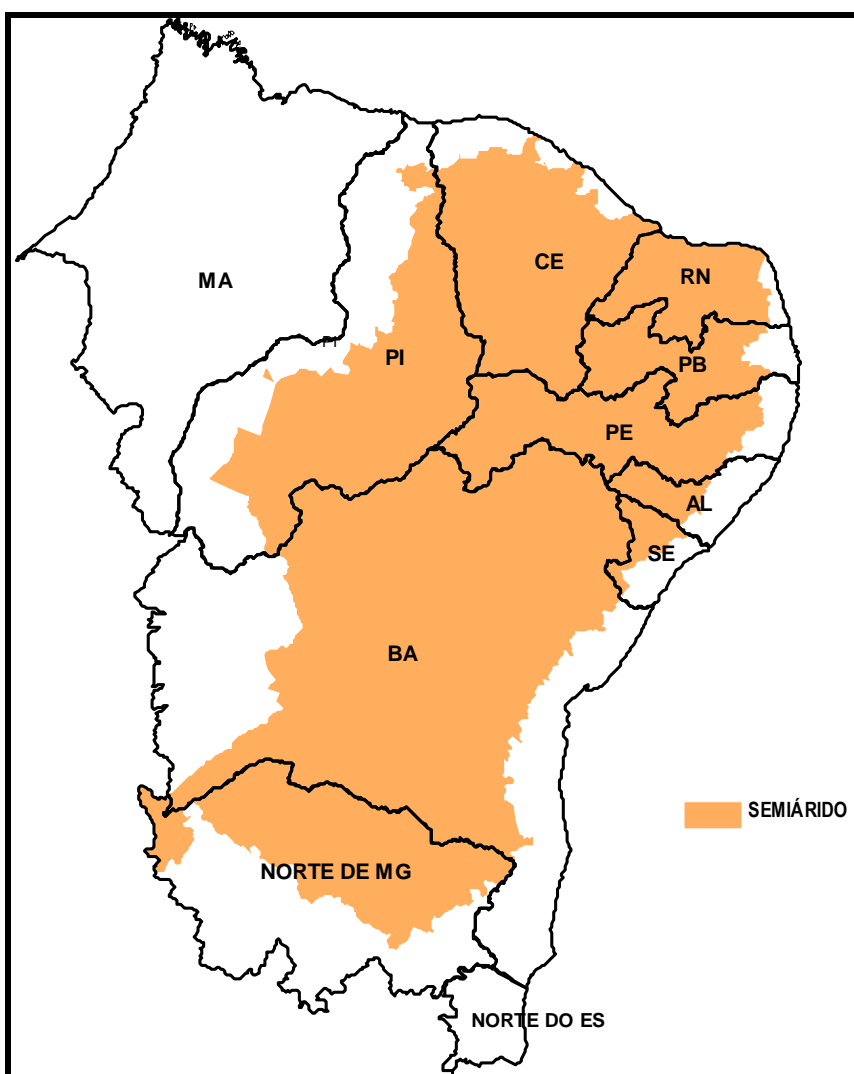 CE
RN
MA
PI
PB
PE
AL
SE
BA
SEMIÁRIDO
NORTE DE MG
NORTE DO ES